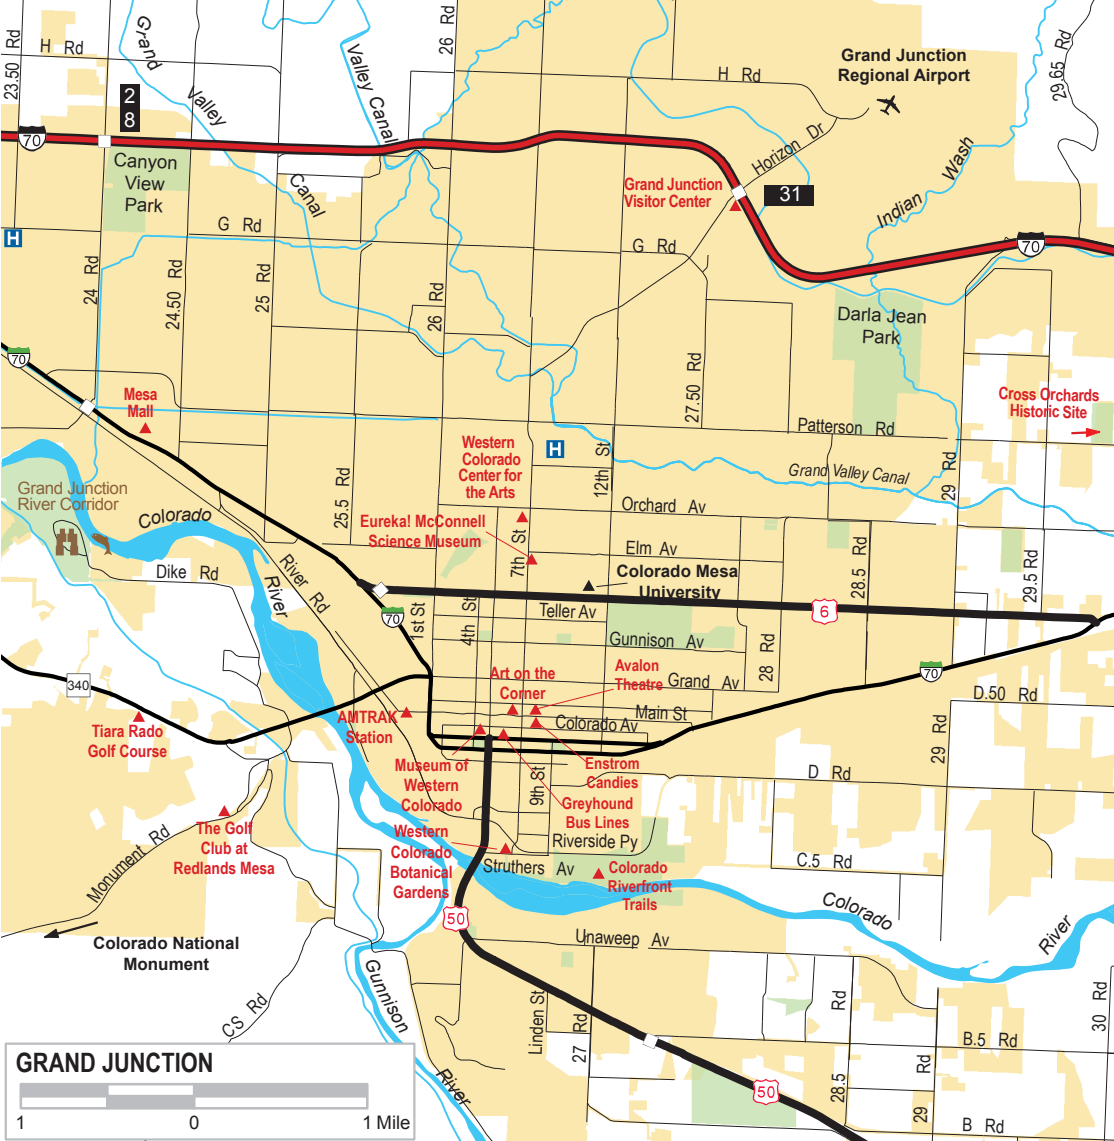 23.50 Rd
H Rd
Grand
Valley
Canal
Valley Canal
26 Rd
H Rd
Grand Junction
Regional Airport
29.65 Rd
2
8
70
Canyon
View
Park
Horizon Dr
Indian Wash
Grand Junction
Visitor Center
31
H
G Rd
G Rd
70
24 Rd
24.50 Rd
25 Rd
26 Rd
Darla Jean
Park
70
27.50 Rd
Mesa
Mall
Cross Orchards
Historic Site
Patterson Rd
Western
Colorado
Center for
the Arts
H
12th St
Grand Valley Canal
29 Rd
Grand Junction
River Corridor
25.5 Rd
Colorado
River
Orchard Av
Eureka! McConnell
Science Museum
7th St
Elm Av
28.5 Rd
29.5 Rd
Dike Rd
River Rd
Colorado Mesa
University
70
1st St
4th St
Teller Av
6
Gunnison Av
28 Rd
340
Art on the
Corner
Avalon
Theatre
Grand Av
70
D.50 Rd
AMTRAK
Station
Main St
Colorado Av
Tiara Rado
Golf Course
29 Rd
Museum of
Western
Colorado
Enstrom
Candies
9th St
D Rd
Greyhound
Bus Lines
The Golf
Club at
Redlands Mesa
Monument Rd
Western
Colorado
Botanical
Gardens
Riverside Py
Struthers Av
Colorado
Riverfront
Trails
C.5 Rd
Colorado
River
50
Unaweep Av
Colorado National
Monument
Gunnison
River
CS Rd
Linden St
27 Rd
28.5 Rd
29 Rd
30 Rd
B.5 Rd
50
B Rd
GRAND JUNCTION
1 0 1 Mile